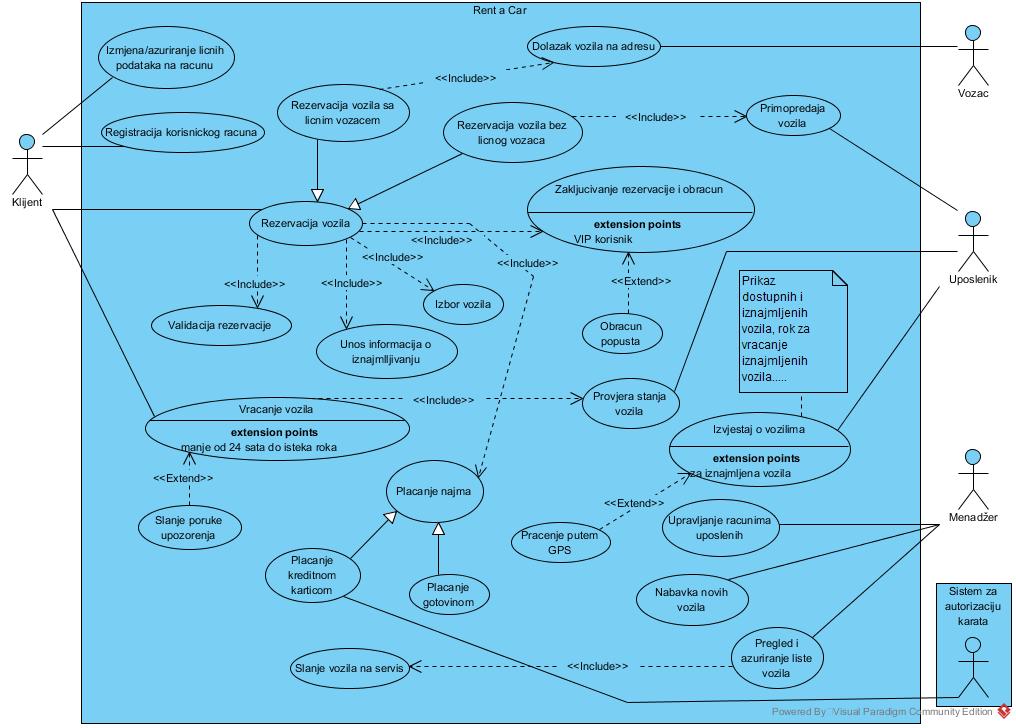 Rent a Car
Izmjena/azuriranje licnih
podataka na racunu
Dolazak vozila na adresu
Vozac
<<Include>>
Rezervacija vozila sa
licnim vozacem
Registracija korisnickog racuna
Rezervacija vozila bez
licnog vozaca
<<Include>>
Primopredaja
vozila
Klijent
Rezervacija vozila
Zakljucivanje rezervacije i obracun
extension points
VIP korisnik
<<Include>>
<<Include>>
<<Include>>
<<Include>>
<<Include>>
<<Extend>>
Uposlenik
Validacija rezervacije
Unos informacija o
iznajmlljivanju
Izbor vozila
Obracun
popusta
Prikaz
dostupnih i
iznajmljenih
vozila, rok za
vracanje
iznajmljenih
vozila.....
Vracanje vozila
extension points
manje od 24 sata do isteka roka
<<Include>>
Provjera stanja
vozila
Izvjestaj o vozilima
extension points
za iznajmljena vozila
<<Extend>>
Slanje poruke
upozorenja
Placanje najma
<<Extend>>
Pracenje putem
GPS
Upravljanje racunima
uposlenih
Menadžer
Placanje
kreditnom
karticom
Placanje
gotovinom
Nabavka novih
vozila
Sistem za
autorizaciju
karata
Slanje vozila na servis
<<Include>>
Pregled i
azuriranje liste
vozila
Powered By Visual Paradigm Community Edition